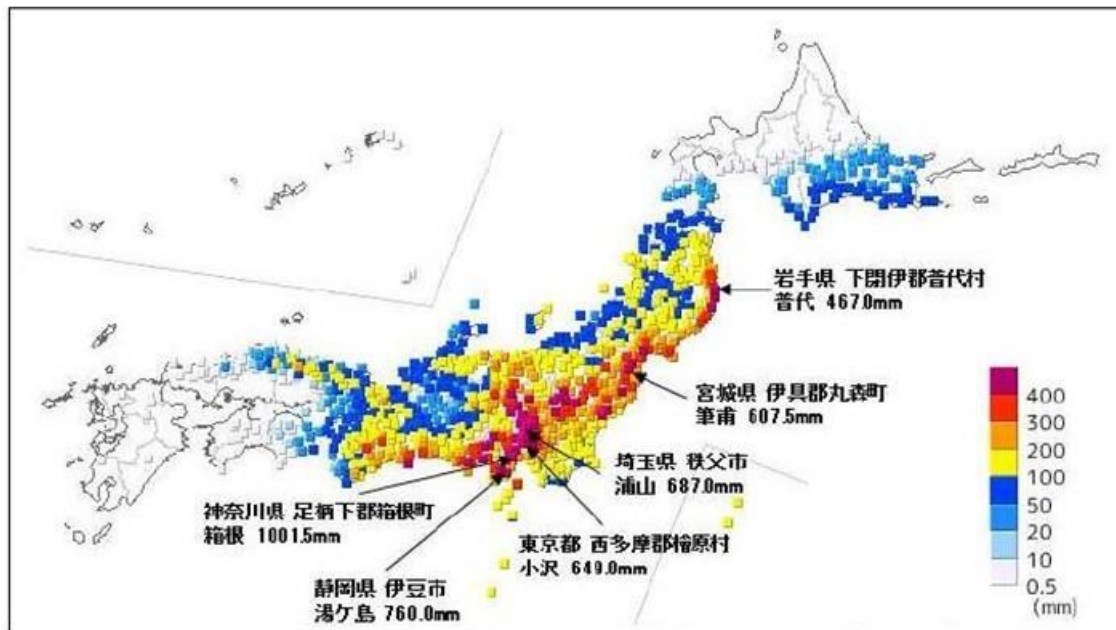 岩手県 下閉伊郡普代村
普代 467.0mm
宮城県 伊具郡丸森町
筆甫 607.5mm
埼玉県 秩父市
浦山 687.0mm
神奈川県 足柄下郡箱根町
箱根 1001.5mm
東京都 西多摩郡檜原村
小沢 649.0mm
静岡県 伊豆市
湯ケ島 760.0mm
400
300
200
100
50
20
10
0.5
(mm)